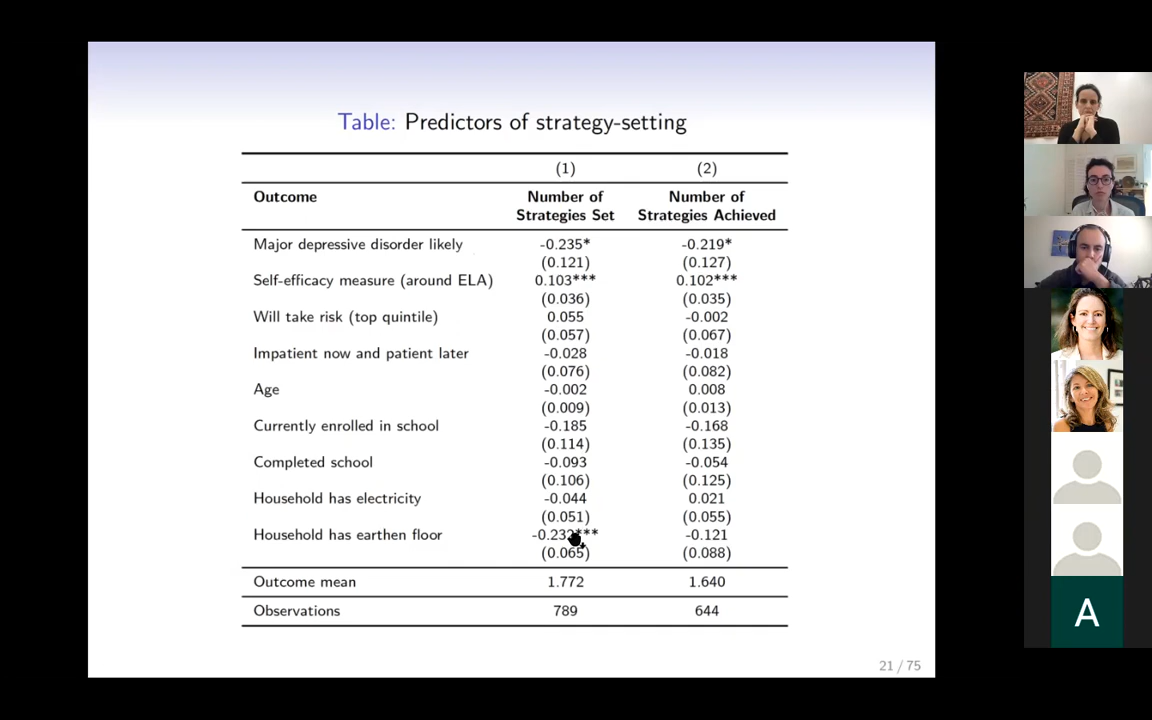 Table: Predictors of strategy-setting
(1) (2)
Outcome Number of Strategies Set Number of Strategies Achieved
Major depressive disorder likely -0.235* -0.219*
(0.121) (0.127)
Self-efficacy measure (around ELA) 0.103*** 0.102***
(0.036) (0.035)
Will take risk (top quintile) 0.055 -0.002
(0.057) (0.067)
Impatient now and patient later -0.028 -0.018
(0.076) (0.082)
Age -0.002 0.008
(0.009) (0.013)
Currently enrolled in school -0.185 -0.168
(0.114) (0.135)
Completed school -0.093 -0.054
(0.106) (0.125)
Household has electricity -0.044 0.021
(0.051) (0.055)
Household has earthen floor -0.121
(0.065) (0.088)
Outcome mean 1.772 1.640
Observations 789 644
21 / 75
A